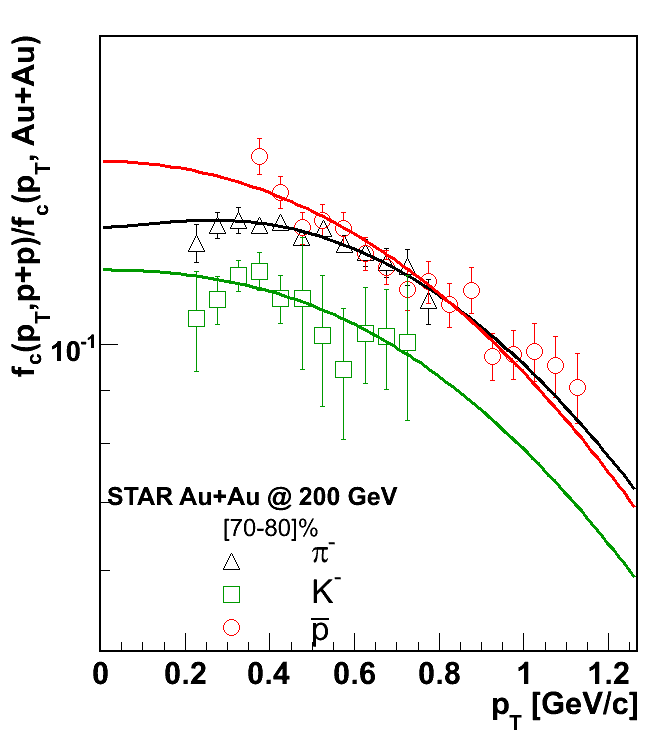 f_c(p_T,p+p)/f_c(p_T, Au+Au)
10^-1
STAR Au+Au @ 200 GeV
[70-80]%
π^-
K^-
p̅
0 0.2 0.4 0.6 0.8 1 1.2
p_T [GeV/c]